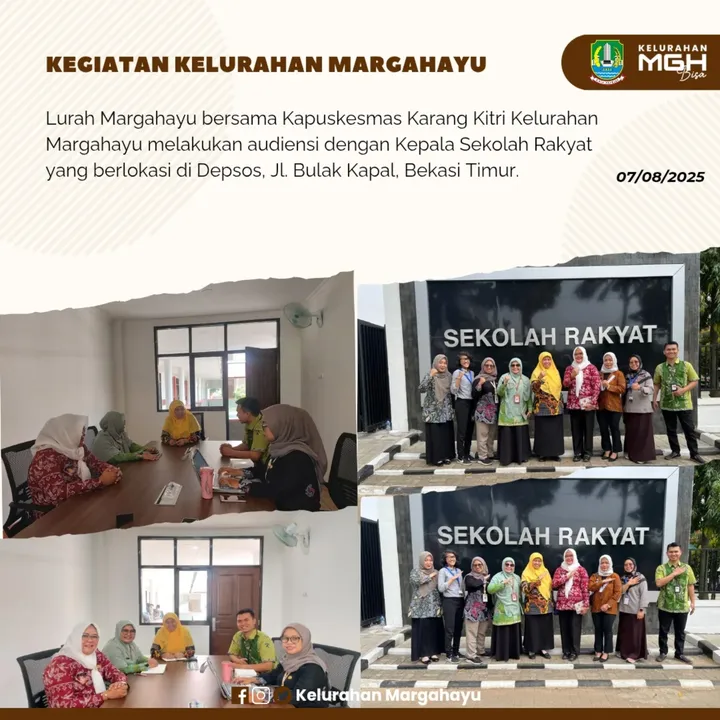 KEGIATAN KELURAHAN MARGAHAYU
KELURAHAN
MGH
Bisa
Lurah Margahayu bersama Kapuskesmas Karang Kitri Kelurahan
Margahayu melakukan audiensi dengan Kepala Sekolah Rakyat
yang berlokasi di Depsos, Jl. Bulak Kapal, Bekasi Timur.
07/08/2025
SEKOLAH RAKYAT
SEKOLAH RAKYAT
Kelurahan Margahayu